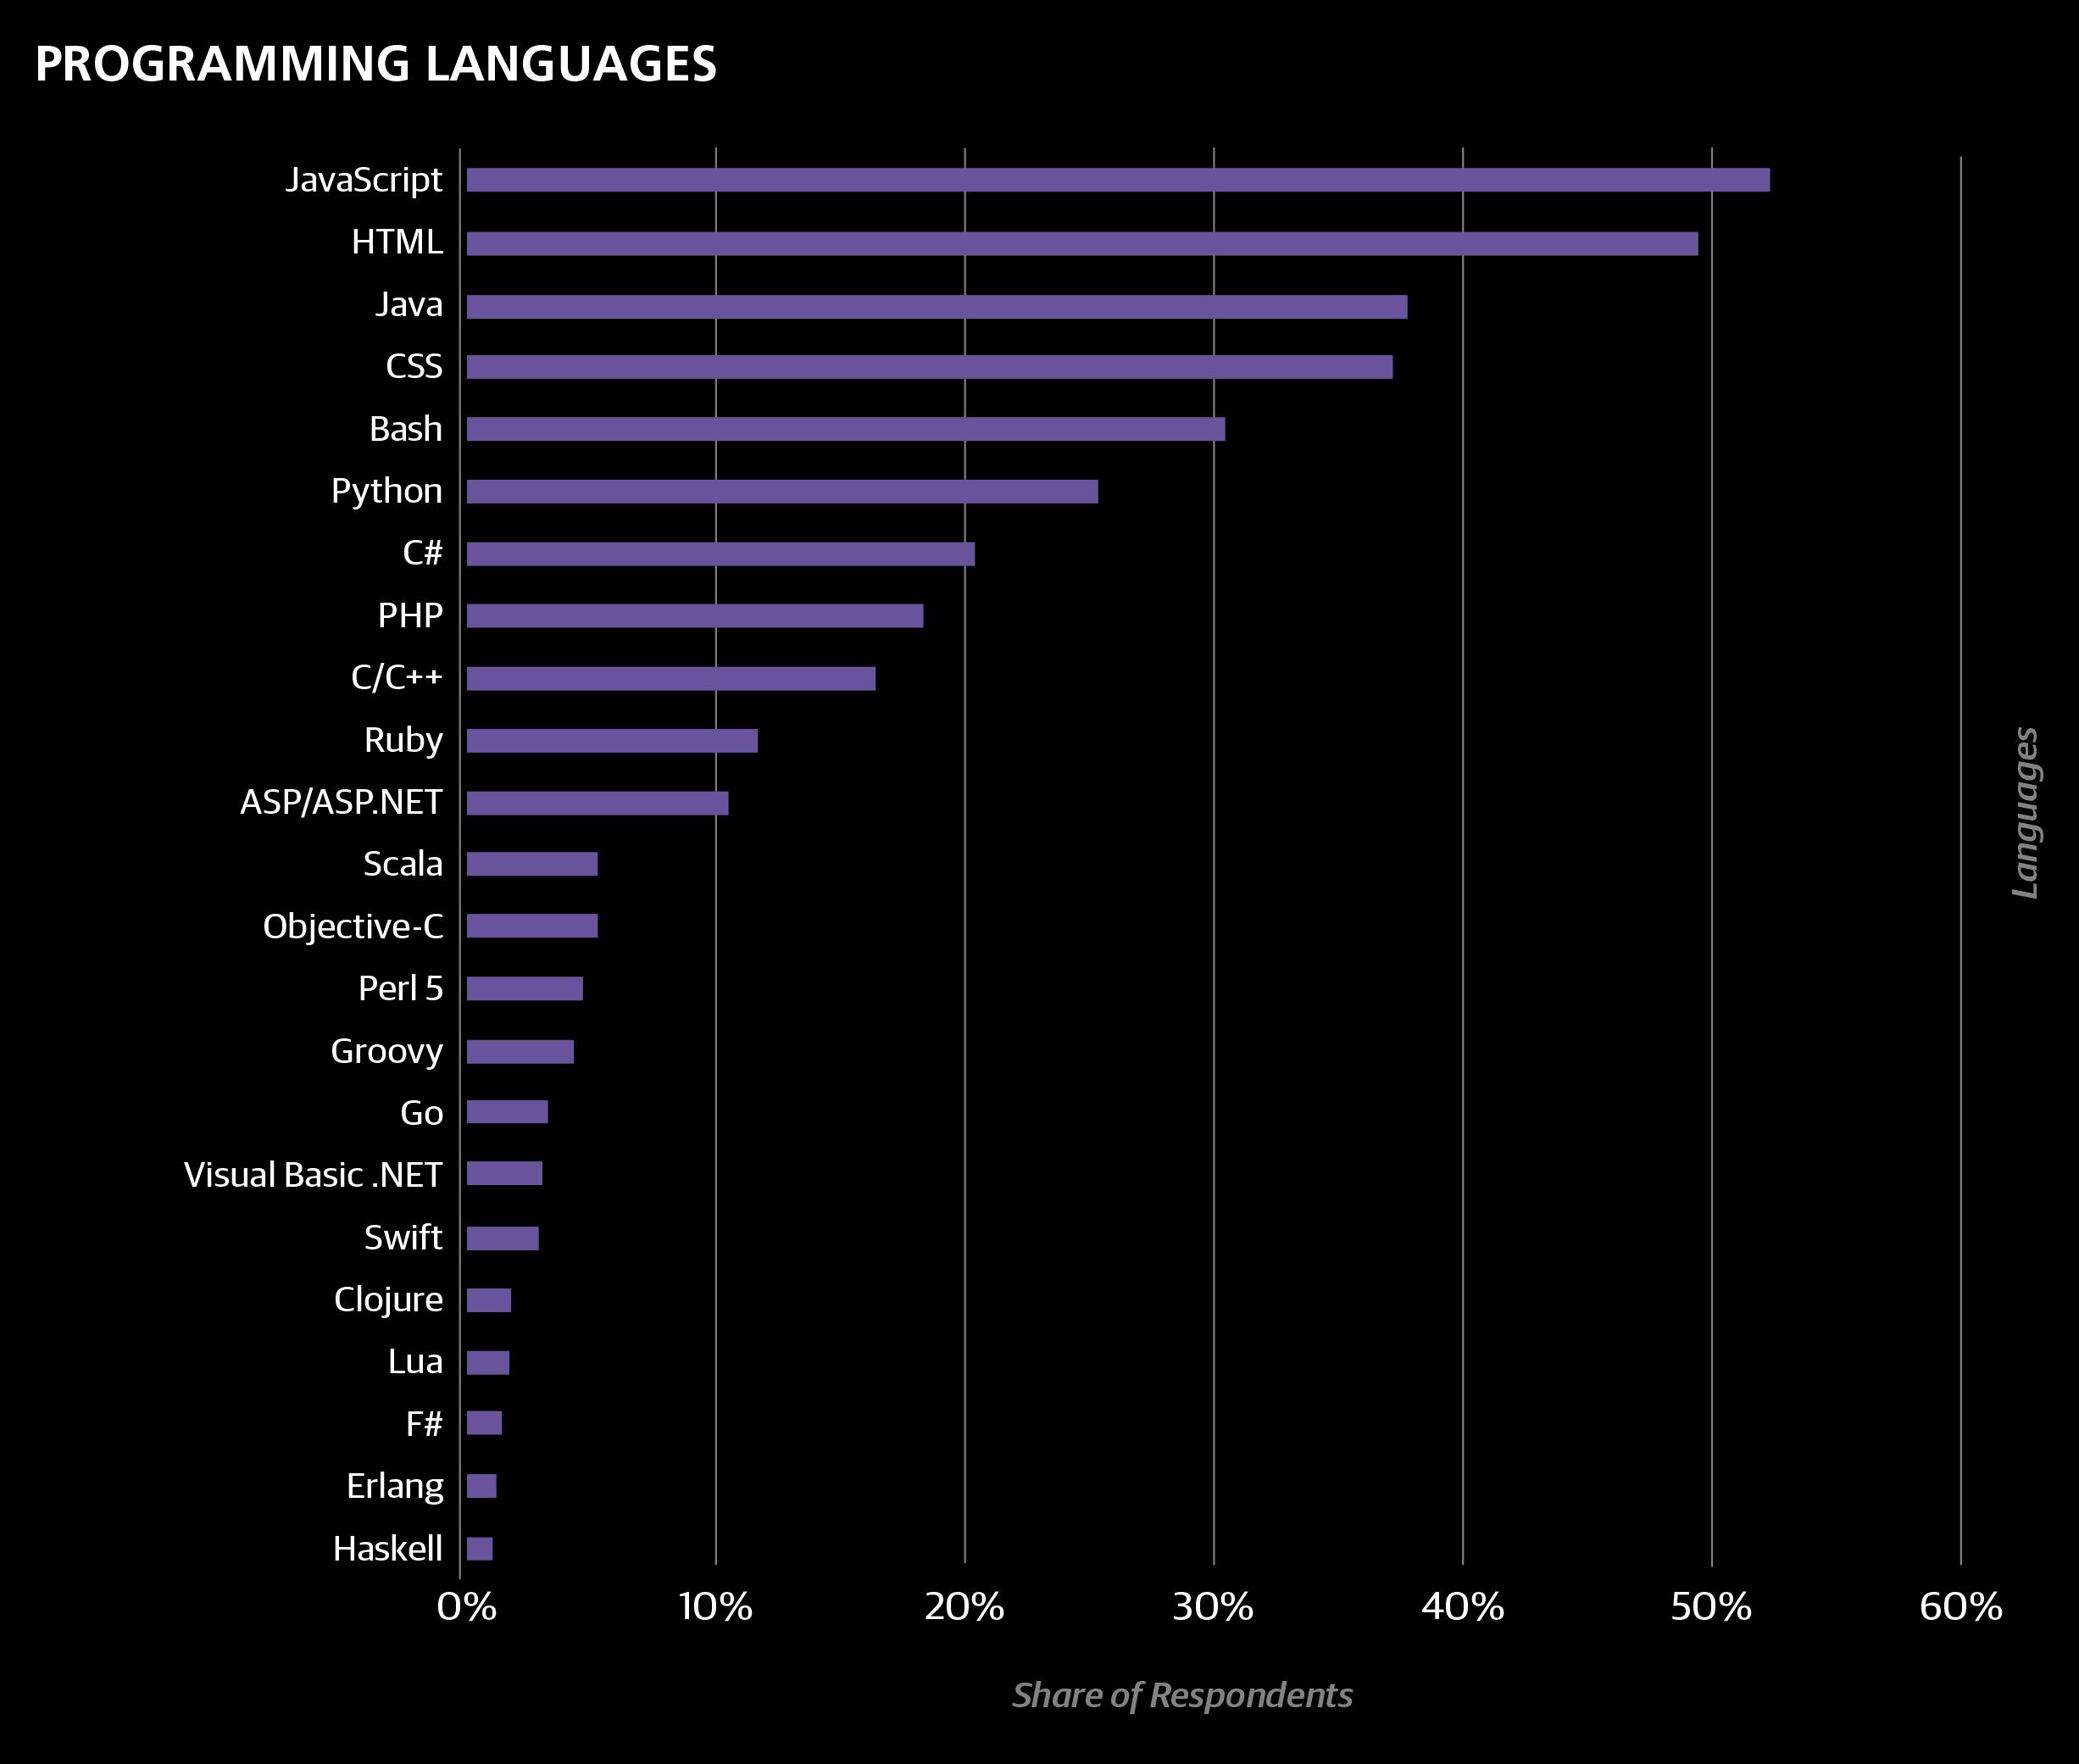 PROGRAMMING LANGUAGES
JavaScript
HTML
Java
CSS
Bash
Python
C#
PHP
C/C++
Ruby
ASP/ASP.NET
Scala
Objective-C
Perl 5
Groovy
Go
Visual Basic .NET
Swift
Clojure
Lua
F#
Erlang
Haskell
0% 10% 20% 30% 40% 50% 60%
Share of Respondents
Languages